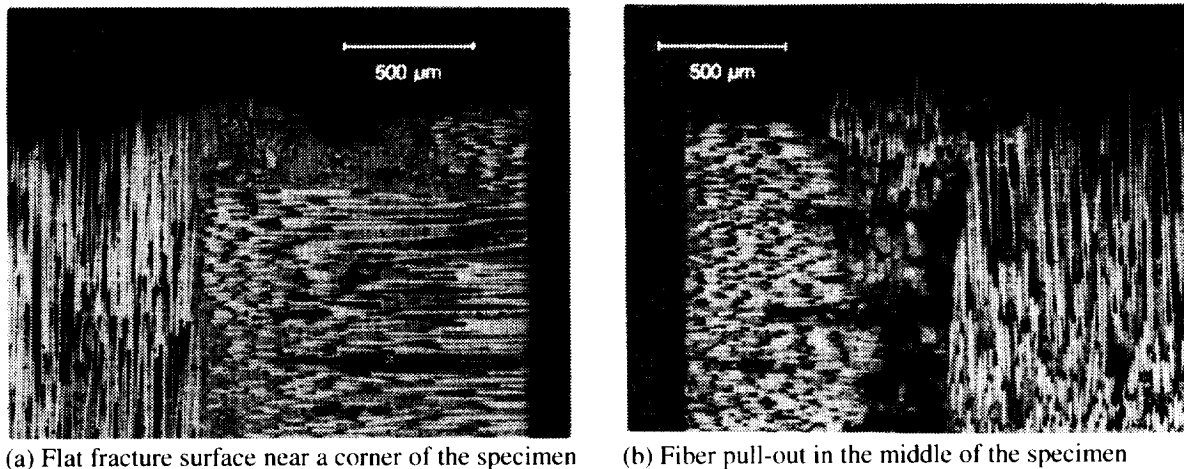 500 μm
500 μm
(a) Flat fracture surface near a corner of the specimen
(b) Fiber pull-out in the middle of the specimen